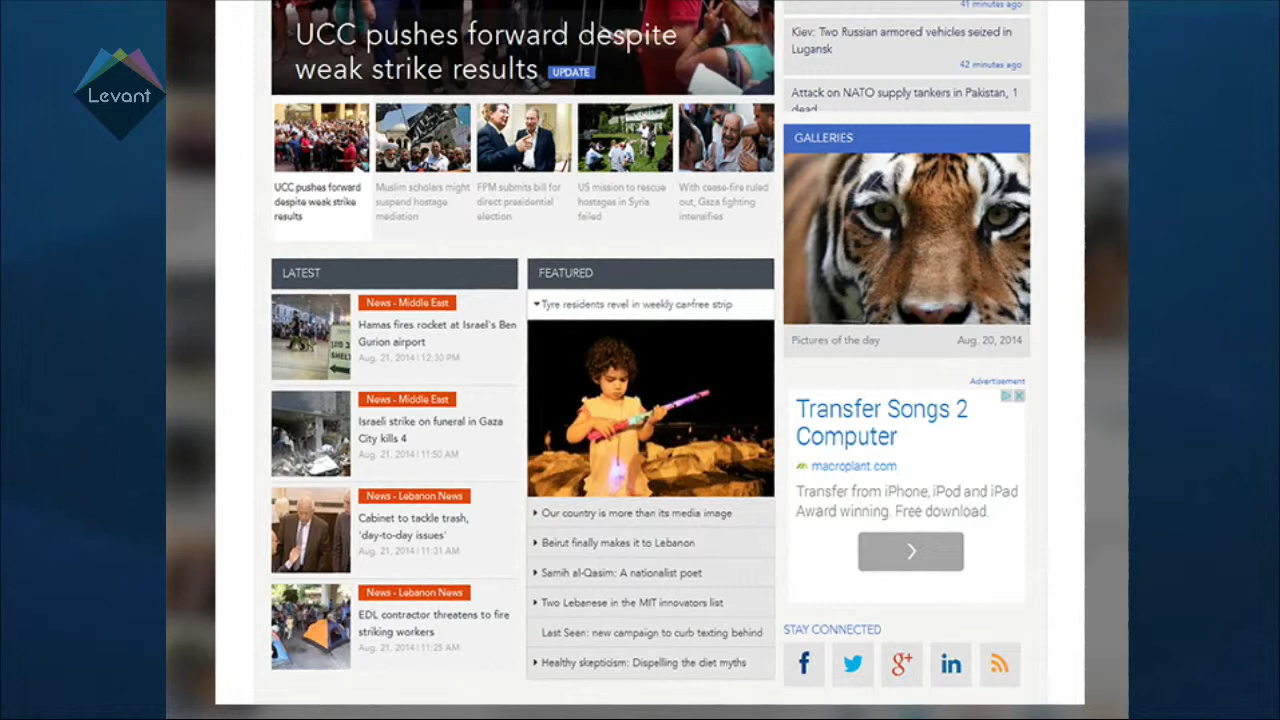 Levant
UCC pushes forward despite
weak strike results UPDATE
UCC pushes forward
despite weak strike
results
Muslim scholars might
suspend hostage
mediation
FPM submits bill for
direct presidential
election
US mission to rescue
hostages in Syria
failed
With cease-fire ruled
out, Gaza fighting
intensifies
41 minutes ago
Kiev: Two Russian armored vehicles seized in
Lugansk
42 minutes ago
Attack on NATO supply tankers in Pakistan, 1
dead
GALLERIES
Pictures of the day Aug. 20, 2014
LATEST
News - Middle East
Hamas fires rocket at Israel's Ben
Gurion airport
Aug. 21, 2014 | 12:30 PM
News - Middle East
Israeli strike on funeral in Gaza
City kills 4
Aug. 21, 2014 | 11:50 AM
News - Lebanon News
Cabinet to tackle trash,
'day-to-day issues'
Aug. 21, 2014 | 11:31 AM
News - Lebanon News
EDL contractor threatens to fire
striking workers
Aug. 21, 2014 | 11:25 AM
FEATURED
Tyre residents revel in weekly car-free strip
Our country is more than its media image
Beirut finally makes it to Lebanon
Samih al-Qasim: A nationalist poet
Two Lebanese in the MIT innovators list
Last Seen: new campaign to curb texting behind
Healthy skepticism: Dispelling the diet myths
Advertisement
Transfer Songs 2
Computer
macroplant.com
Transfer from iPhone, iPod and iPad
Award winning. Free download.
STAY CONNECTED
f
g+
in